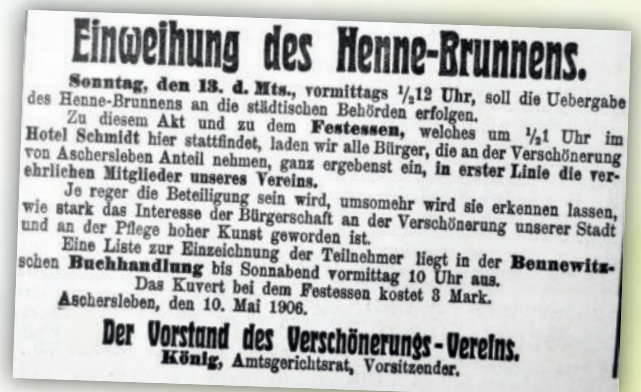 Einweihung des Henne-Brunnens.
Sonntag, den 13. d. Mts., vormittags ½12 Uhr, soll die Uebergabe
des Henne-Brunnens an die städtischen Behörden erfolgen.
Zu diesem Akt und zu dem Festessen, welches um ½1 Uhr im
Hotel Schmidt hier stattfindet, laden wir alle Bürger, die an der Verschönerung
von Aschersleben Anteil nehmen, ganz ergebenst ein, in erster Linie die ver-
ehrlichen Mitglieder unseres Vereins.
Je reger die Beteiligung sein wird, umsomehr wird sie erkennen lassen,
wie stark das Interesse der Bürgerschaft an der Verschönerung unserer Stadt
und an der Pflege hoher Kunst geworden ist.
Eine Liste zur Einzeichnung der Teilnehmer liegt in der Bennewitz-
schen Buchhandlung bis Sonnabend vormittag 10 Uhr aus.
Das Kuvert bei dem Festessen kostet 3 Mark.
Aschersleben, den 10. Mai 1906.
Der Vorstand des Verschönerungs-Vereins.
König, Amtsgerichtsrat, Vorsitzender.